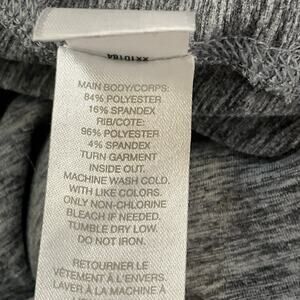 XX10184
MAIN BODY/CORPS:
84% POLYESTER
16% SPANDEX
RIB/COTE:
96% POLYESTER
4% SPANDEX
TURN GARMENT
INSIDE OUT.
MACHINE WASH COLD
WITH LIKE COLORS.
ONLY NON-CHLORINE
BLEACH IF NEEDED.
TUMBLE DRY LOW.
DO NOT IRON.
RETOURNER LE
VÊTEMENT À L'ENVERS.
LAVER À LA MACHINE À